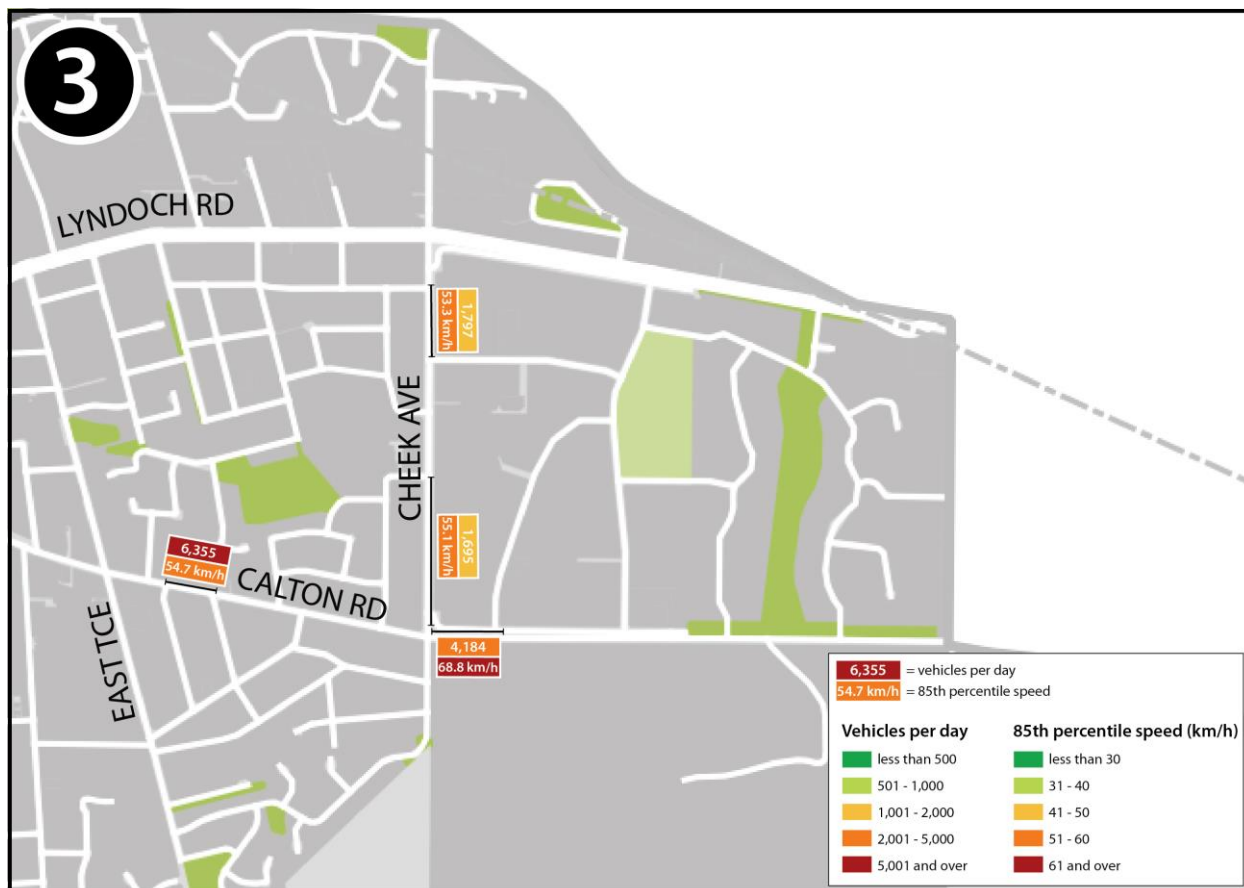 3
LYNDOCH RD
1,797
53.3 km/h
CHEEK AVE
1,695
55.1 km/h
6,355
54.7 km/h
CALTON RD
EAST TCE
4,184
68.8 km/h
6,355 = vehicles per day
54.7 km/h = 85th percentile speed
Vehicles per day
less than 500
501 - 1,000
1,001 - 2,000
2,001 - 5,000
5,001 and over
85th percentile speed (km/h)
less than 30
31 - 40
41 - 50
51 - 60
61 and over